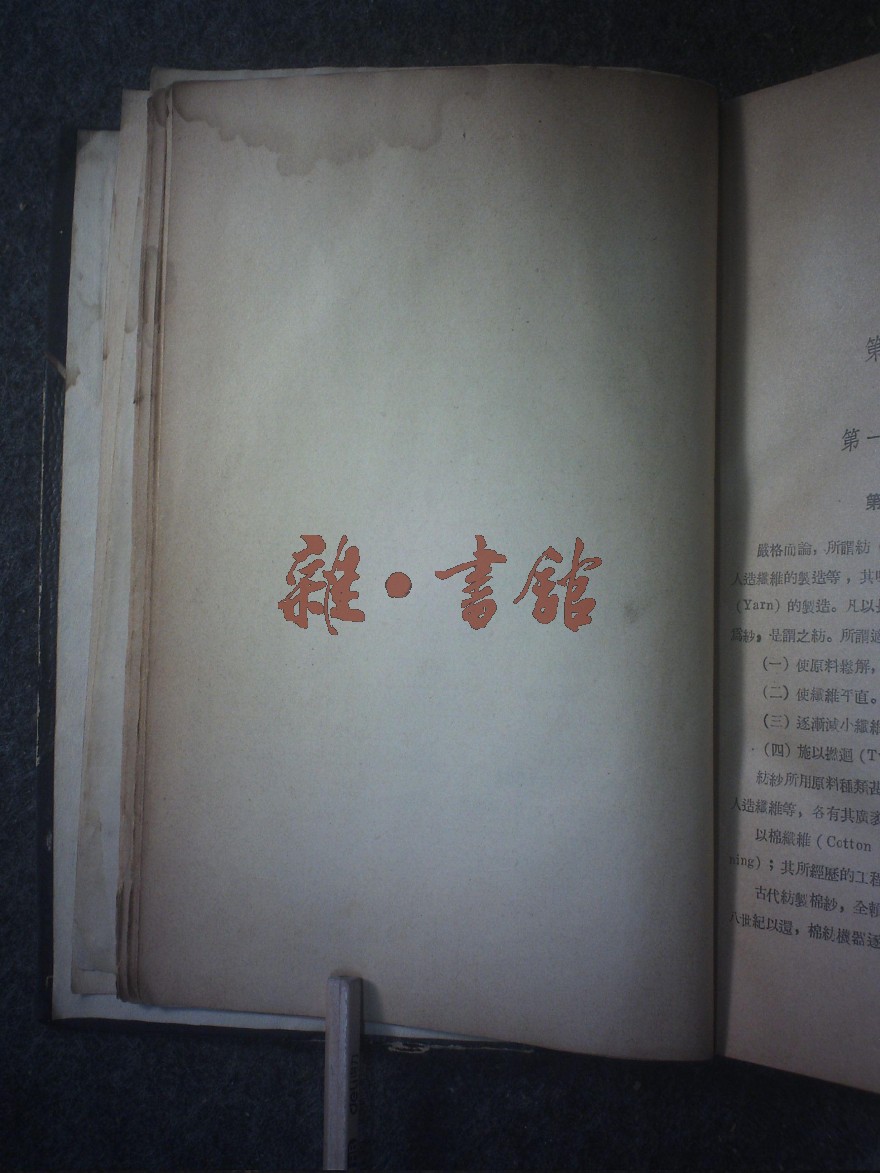 雜·書館
第
第一
第
嚴格而論，所謂紡
人造纖維的製造等，其
(Yarn) 的製造。凡以
紗，是謂之紡。所謂
(一) 使原料鬆解，
(二) 使纖維平直。
(三) 逐漸減小纖維
(四) 施以撚迴 (T
紡紗所用原料種類甚
人造纖維等，各有其廣
以棉纖維 (Cotton
ning)；其所經歷的工程
古代紡製棉紗，全
八世紀以還，棉紡機器逐